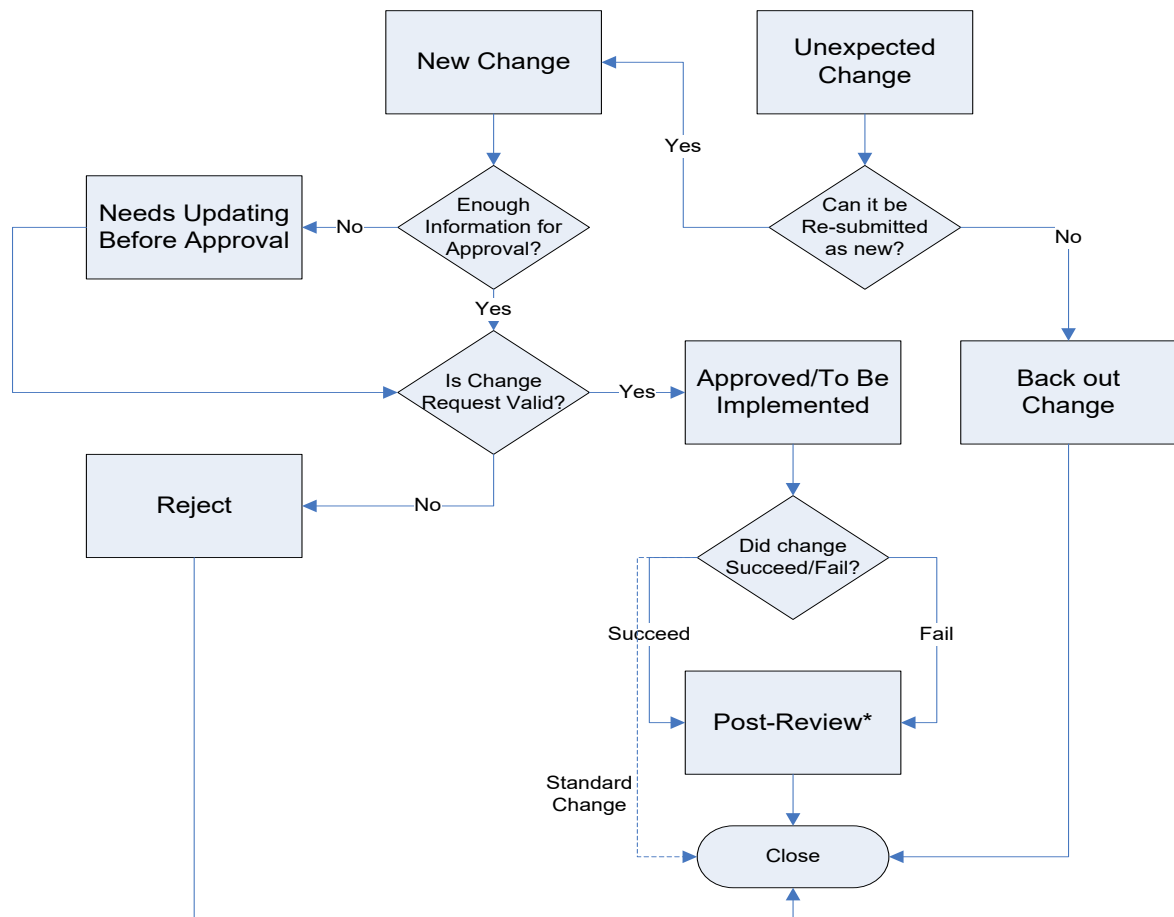 New Change
Unexpected
Change
Yes
Enough
Information for
Approval?
Needs Updating
Before Approval
No
Can it be
Re-submitted
as new?
No
Yes
Is Change
Request Valid?
Yes
Approved/To Be
Implemented
Back out
Change
Reject
No
Did change
Succeed/Fail?
Succeed
Fail
Post-Review*
Standard
Change
Close